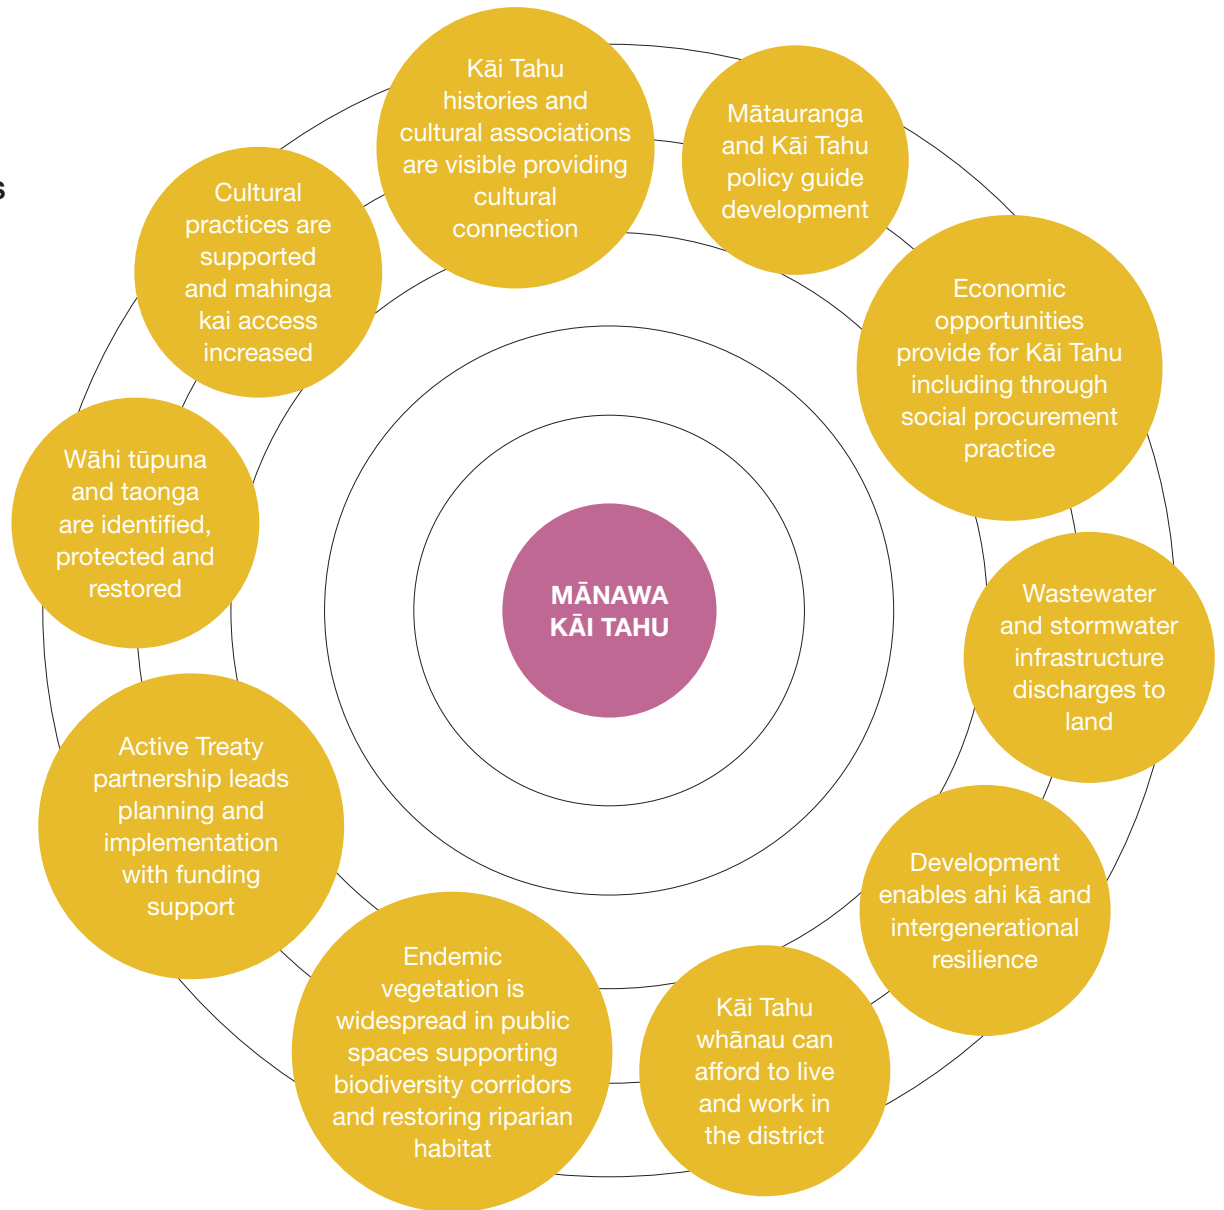 s
Kāi Tahu
histories and
cultural associations
are visible providing
cultural
connection
Mātauranga
and Kāi Tahu
policy guide
development
Economic
opportunities
provide for Kāi Tahu
including through
social procurement
practice
Wastewater
and stormwater
infrastructure
discharges to
land
Development
enables ahi kā and
intergenerational
resilience
Kāi Tahu
whānau can
afford to live
and work in
the district
Endemic
vegetation is
widespread in public
spaces supporting
biodiversity corridors
and restoring riparian
habitat
Active Treaty
partnership leads
planning and
implementation
with funding
support
Wāhi tūpuna
and taonga
are identified,
protected and
restored
Cultural
practices are
supported
and mahinga
kai access
increased
MĀNAWA
KĀI TAHU